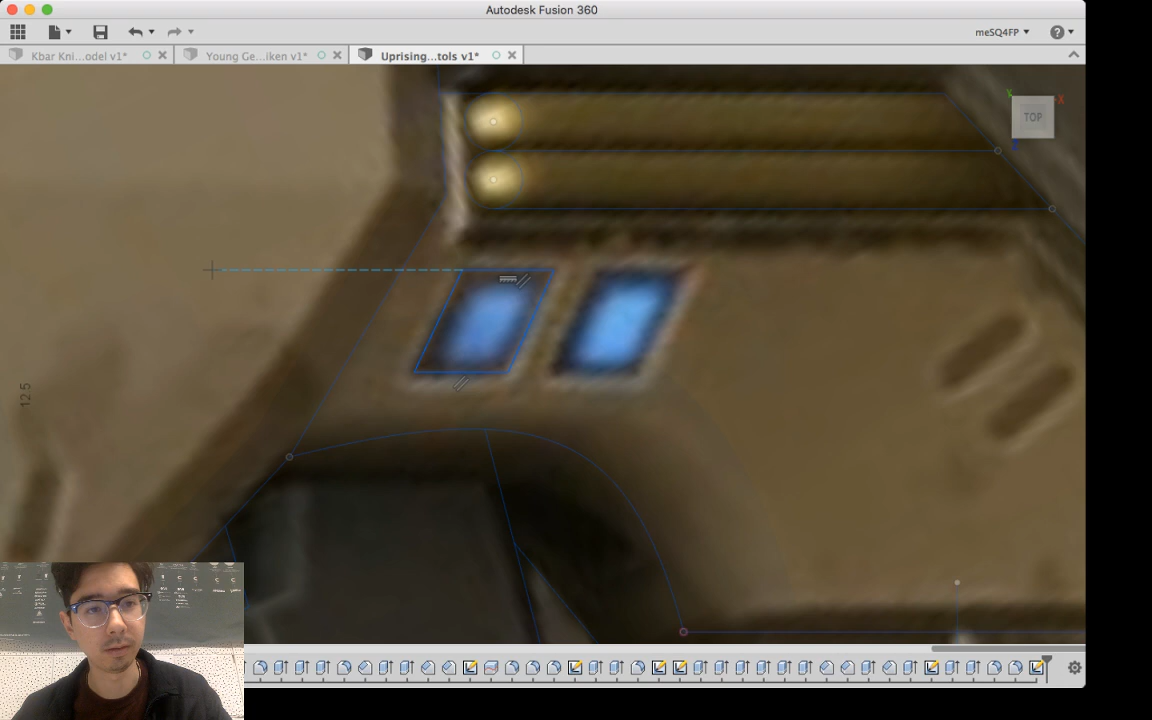 Autodesk Fusion 360
meSQ4FP
Kbar Kni...odel v1*
Young Ge...iken v1*
Uprising...tols v1*
Y
X
TOP
Z
12.5